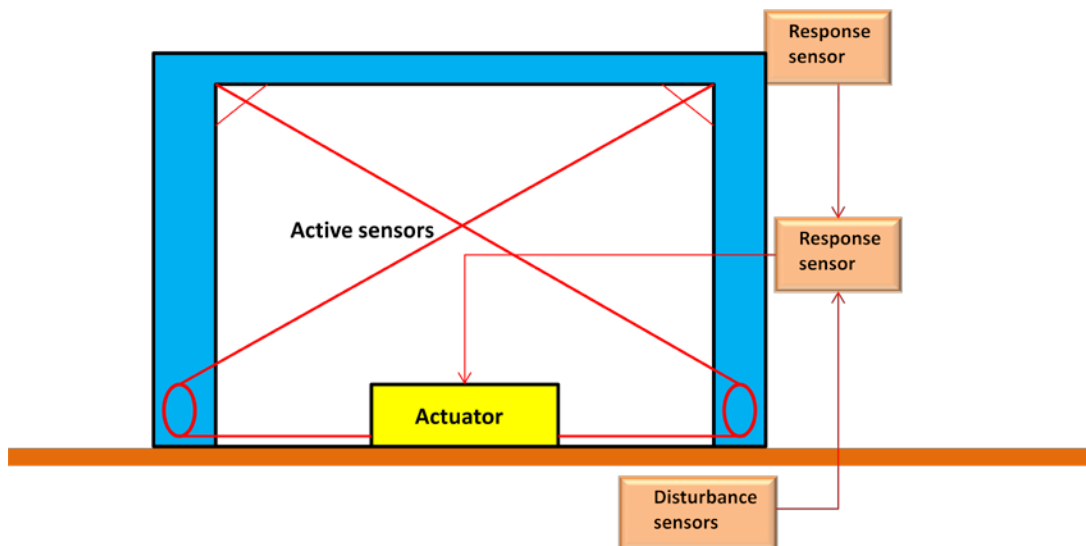 Response
sensor
Active sensors
Response
sensor
Actuator
Disturbance
sensors